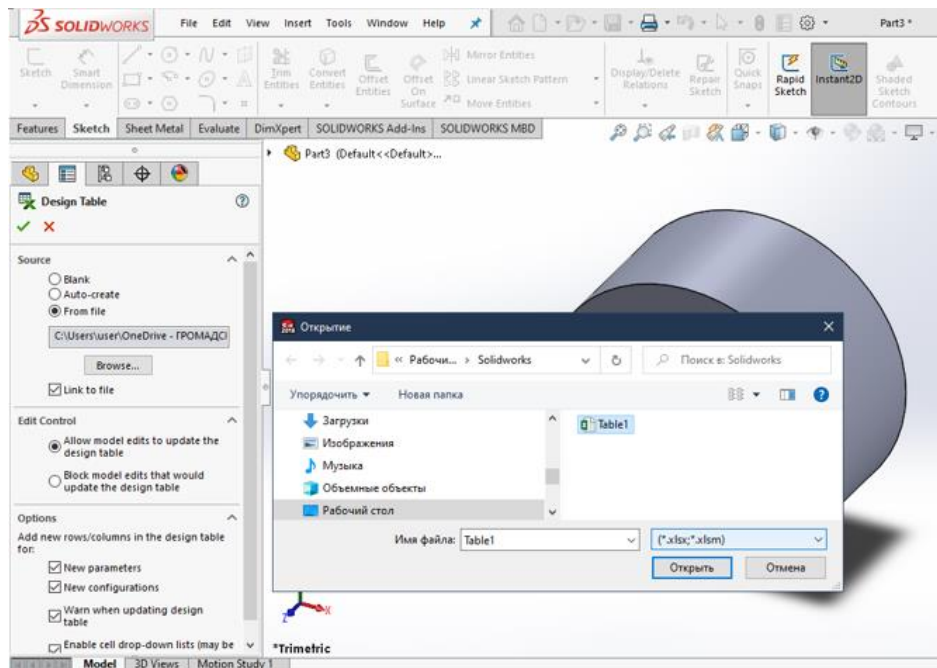 SOLIDWORKS File Edit View Insert Tools Window Help Part3 *
Sketch Smart Dimension Trim Entities Convert Entities Offset Entities Offset On Surface Mirror Entities Linear Sketch Pattern Move Entities Display/Delete Relations Repair Sketch Quick Snaps Rapid Sketch Instant2D Shaded Sketch Contours
Features Sketch Sheet Metal Evaluate DimXpert SOLIDWORKS Add-Ins SOLIDWORKS MBD
Part3 (Default<<Default>...
Design Table
Source
Blank
Auto-create
From file
C:\Users\user\OneDrive - ГРОМАДСІ
Browse...
Link to file
Edit Control
Allow model edits to update the
design table
Block model edits that would
update the design table
Options
Add new rows/columns in the design table
for:
New parameters
New configurations
Warn when updating design
table
Enable cell drop-down lists (may be
Открытие
« Рабочи... > Solidworks Поиск в: Solidworks
Упорядочить Новая папка
Загрузки
Изображения
Музыка
Объемные объекты
Рабочий стол
Table1
Имя файла: Table1 (*.xlsx;*.xlsm)
Открыть Отмена
Z X
*Trimetric
Model 3D Views Motion Study 1